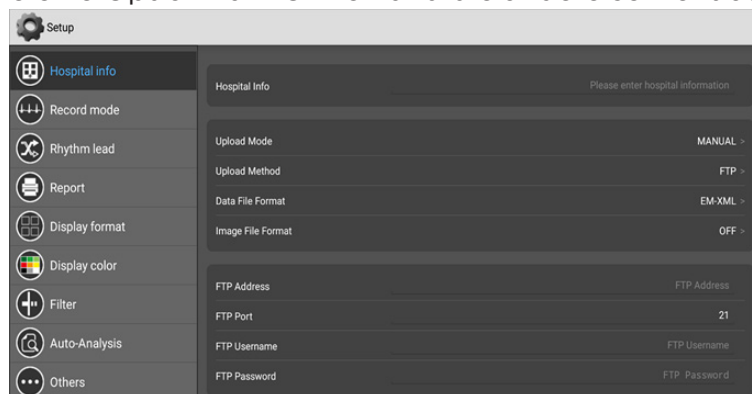 Setup
Hospital info
Record mode
Rhythm lead
Report
Display format
Display color
Filter
Auto-Analysis
Others
Hospital Info Please enter hospital information
Upload Mode MANUAL >
Upload Method FTP >
Data File Format EM-XML >
Image File Format OFF >
FTP Address FTP Address
FTP Port 21
FTP Username FTP Username
FTP Password FTP Password